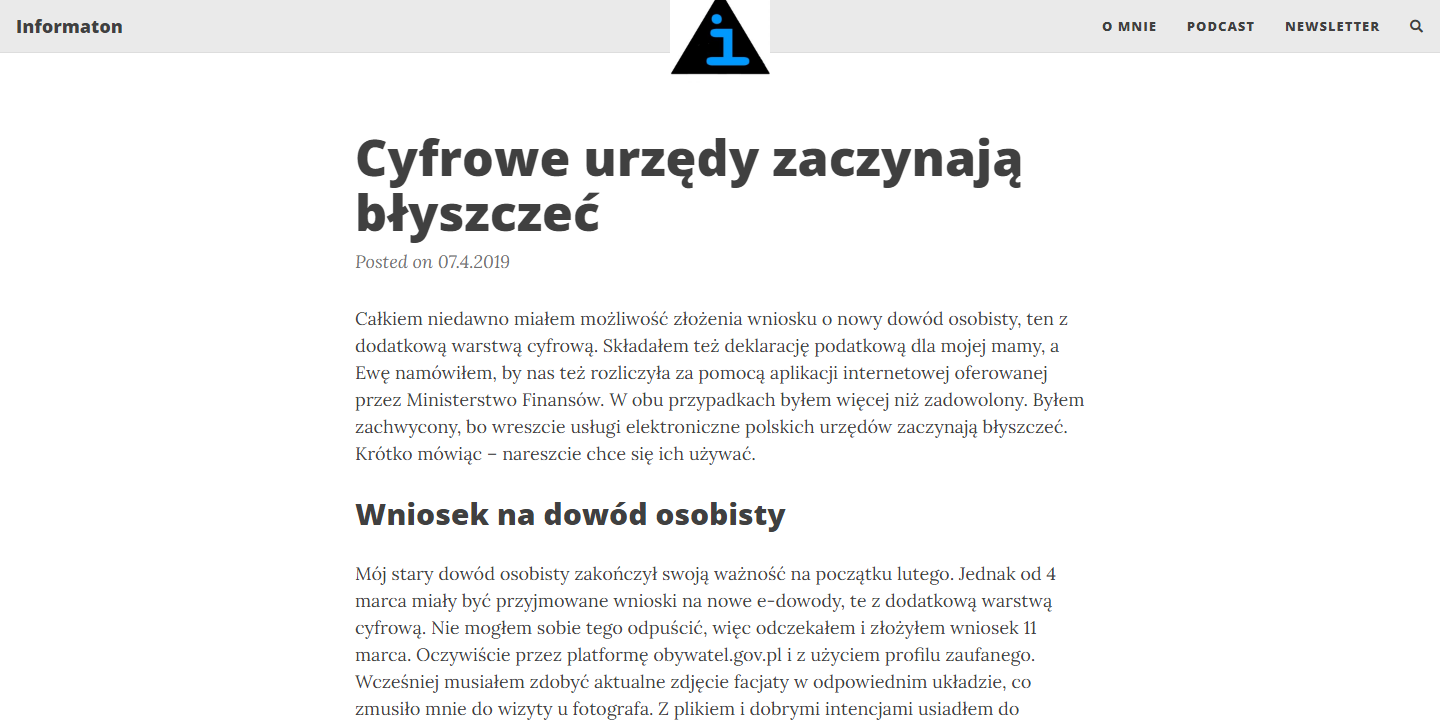 Informaton
i
O MNIE
PODCAST
NEWSLETTER
Cyfrowe urzędy zaczynają
błyszczeć
Posted on 07.4.2019
Całkiem niedawno miałem możliwość złożenia wniosku o nowy dowód osobisty, ten z
dodatkową warstwą cyfrową. Składałem też deklarację podatkową dla mojej mamy, a
Ewę namówiłem, by nas też rozliczyła za pomocą aplikacji internetowej oferowanej
przez Ministerstwo Finansów. W obu przypadkach byłem więcej niż zadowolony. Byłem
zachwycony, bo wreszcie usługi elektroniczne polskich urzędów zaczynają błyszczeć.
Krótko mówiąc – nareszcie chce się ich używać.
Wniosek na dowód osobisty
Mój stary dowód osobisty zakończył swoją ważność na początku lutego. Jednak od 4
marca miały być przyjmowane wnioski na nowe e-dowody, te z dodatkową warstwą
cyfrową. Nie mogłem sobie tego odpuścić, więc odczekałem i złożyłem wniosek 11
marca. Oczywiście przez platformę obywatel.gov.pl i z użyciem profilu zaufanego.
Wcześniej musiałem zdobyć aktualne zdjęcie facjaty w odpowiednim układzie, co
zmusiło mnie do wizyty u fotografa. Z plikiem i dobrymi intencjami usiadłem do